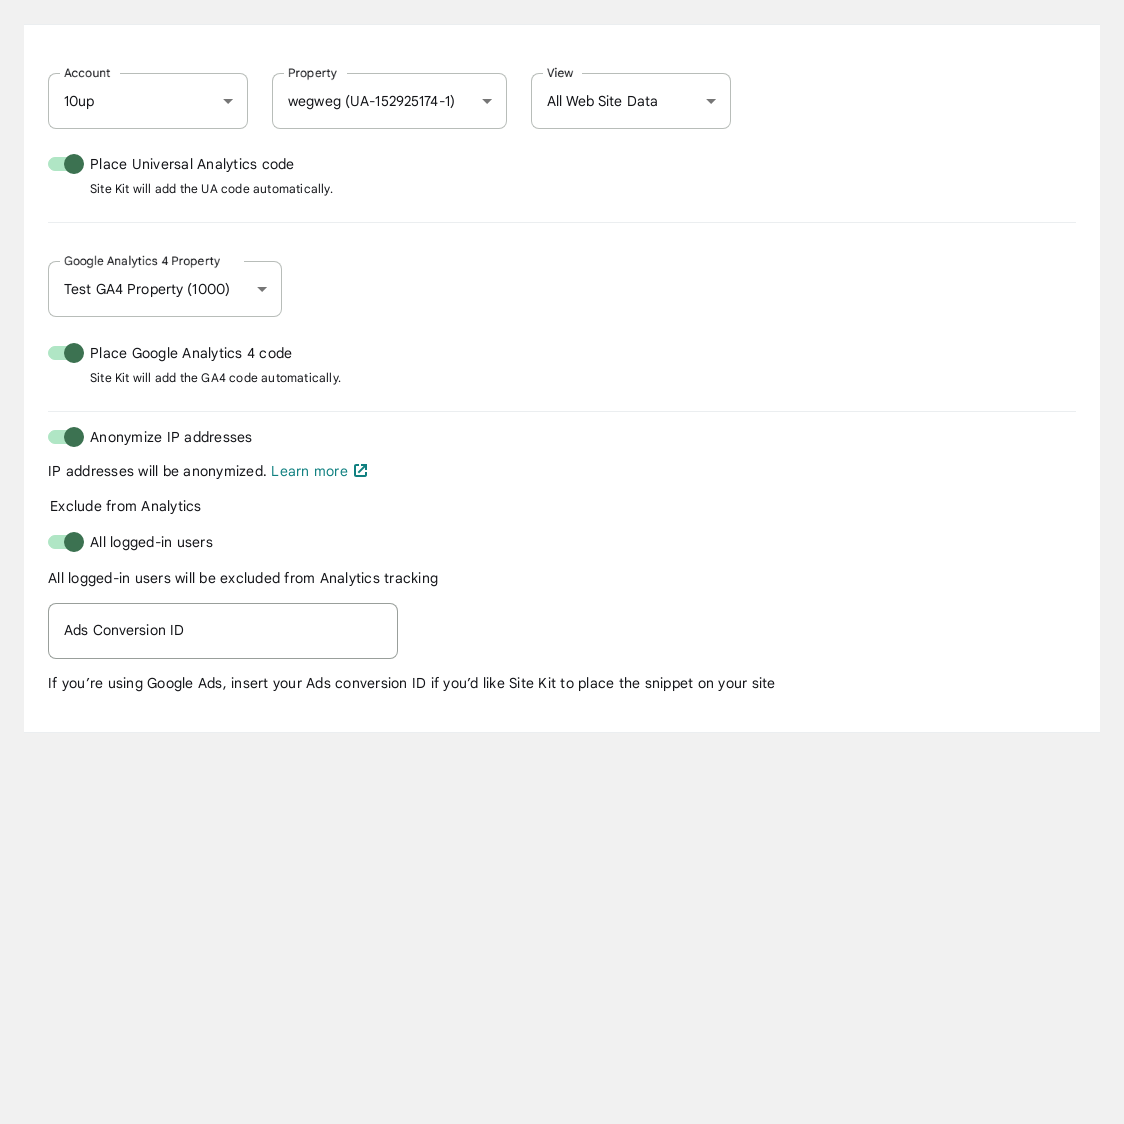 Account
10up
Property
wegweg (UA-152925174-1)
View
All Web Site Data
Place Universal Analytics code
Site Kit will add the UA code automatically.
Google Analytics 4 Property
Test GA4 Property (1000)
Place Google Analytics 4 code
Site Kit will add the GA4 code automatically.
Anonymize IP addresses
IP addresses will be anonymized. Learn more
Exclude from Analytics
All logged-in users
All logged-in users will be excluded from Analytics tracking
Ads Conversion ID
If you’re using Google Ads, insert your Ads conversion ID if you’d like Site Kit to place the snippet on your site